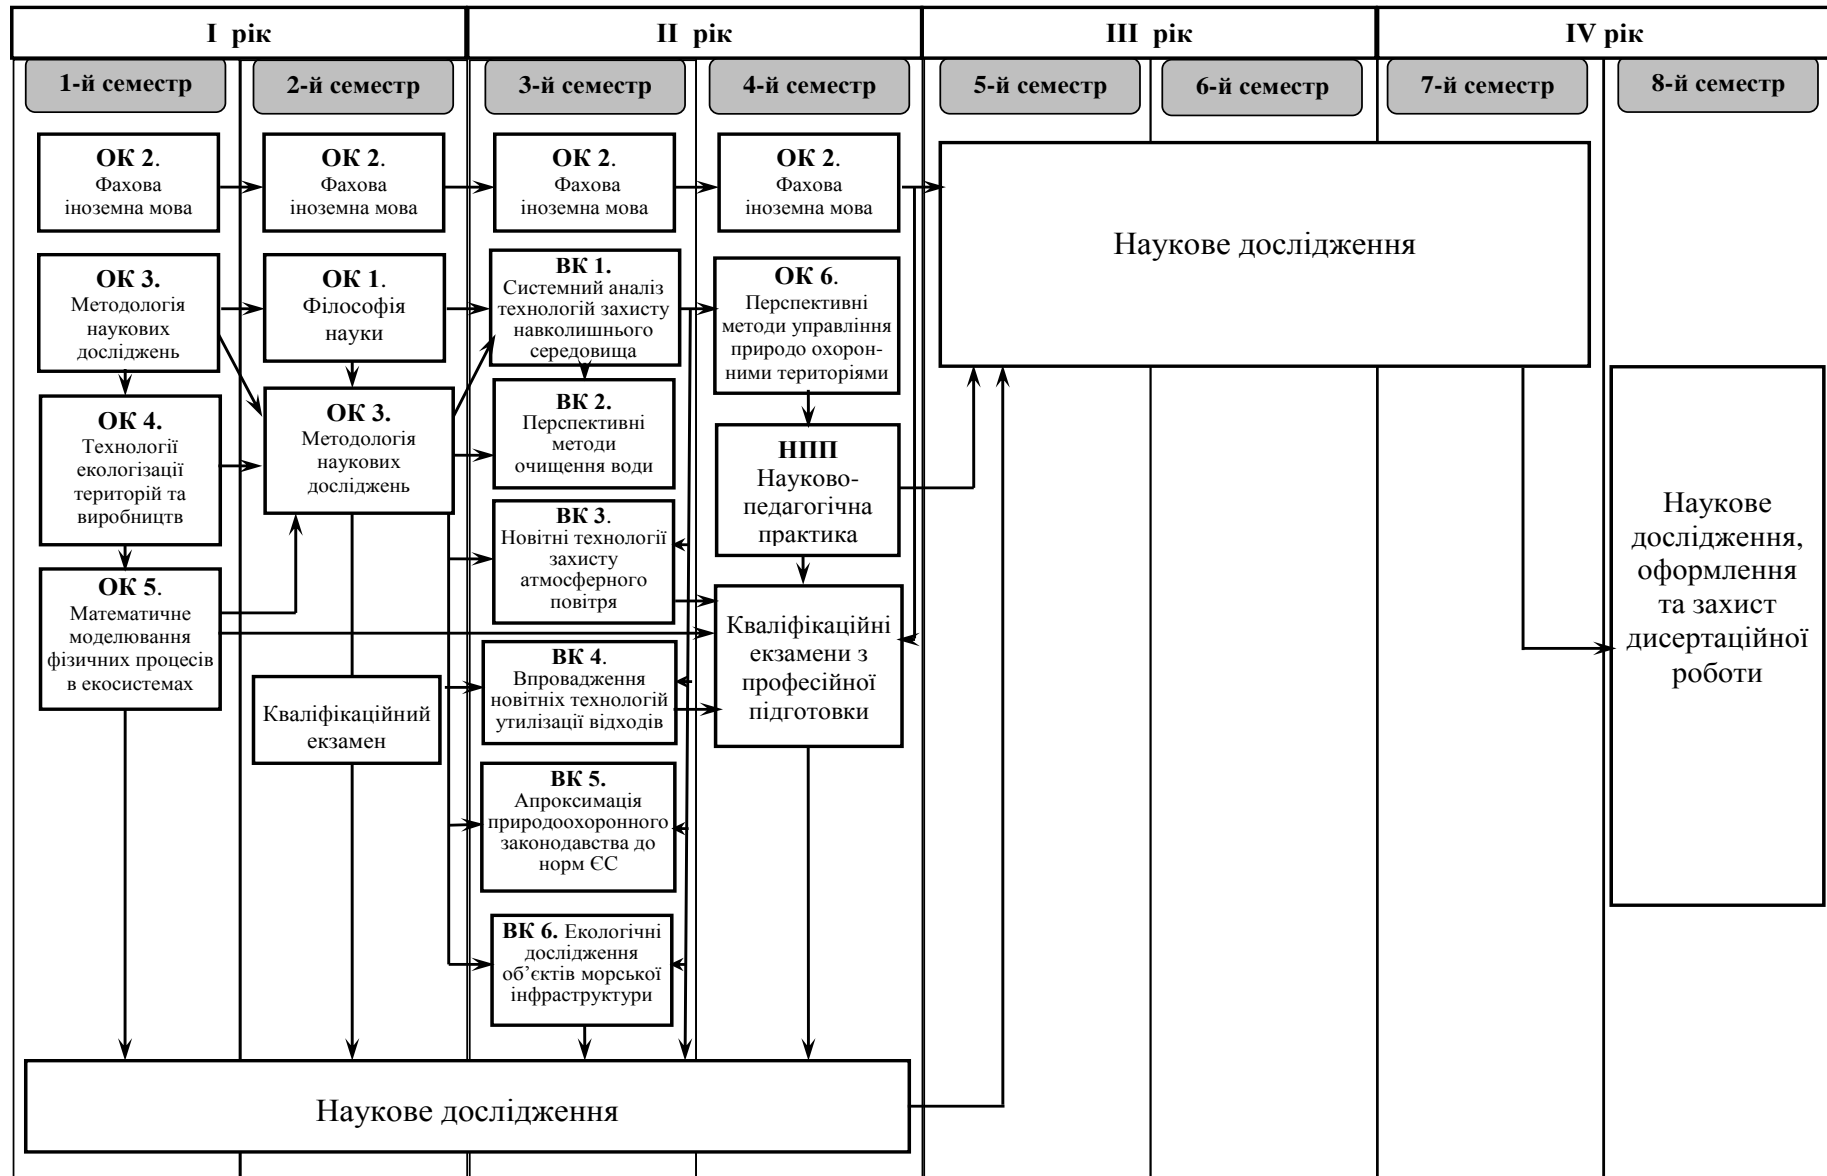 І рік
ІІ рік
ІІІ рік
ІV рік
1-й семестр
2-й семестр
3-й семестр
4-й семестр
5-й семестр
6-й семестр
7-й семестр
8-й семестр
ОК 2.
Фахова
іноземна мова
ОК 3.
Методологія
наукових
досліджень
ОК 4.
Технології
екологізації
територій та
виробництв
ОК 5.
Математичне
моделювання
фізичних процесів
в екосистемах
ОК 2.
Фахова
іноземна мова
ОК 1.
Філософія
науки
ОК 3.
Методологія
наукових
досліджень
Кваліфікаційний
екзамен
ОК 2.
Фахова
іноземна мова
ВК 1.
Системний аналіз
технологій захисту
навколишнього
середовища
ВК 2.
Перспективні
методи
очищення води
ВК 3.
Новітні технології
захисту
атмосферного
повітря
ВК 4.
Впровадження
новітніх технологій
утилізації відходів
ВК 5.
Апроксимація
природоохоронного
законодавства до
норм ЄС
ВК 6. Екологічні
дослідження
об’єктів морської
інфраструктури
ОК 2.
Фахова
іноземна мова
ОК 6.
Перспективні
методи управління
природо охорон-
ними територіями
НПП
Науково-
педагогічна
практика
Кваліфікаційні
екзамени з
професійної
підготовки
Наукове дослідження
Наукове
дослідження,
оформлення
та захист
дисертаційної
роботи
Наукове дослідження